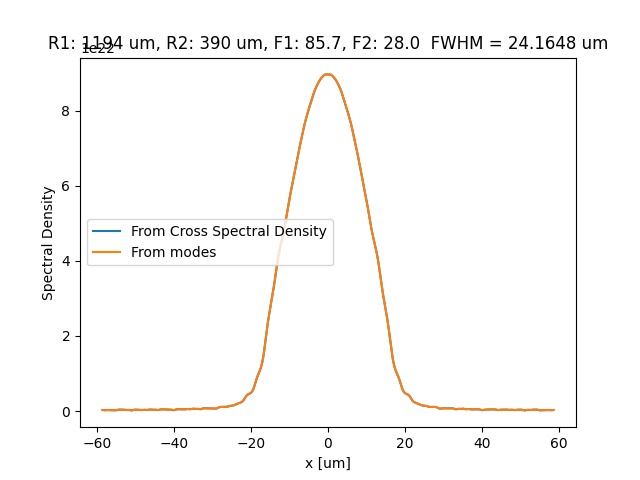 R1: 1194 um, R2: 390 um, F1: 85.7, F2: 28.0  FWHM = 24.1648 um
1e22
8
6
4
2
0
Spectral Density
From Cross Spectral Density
From modes
−60 −40 −20 0 20 40 60
x [um]